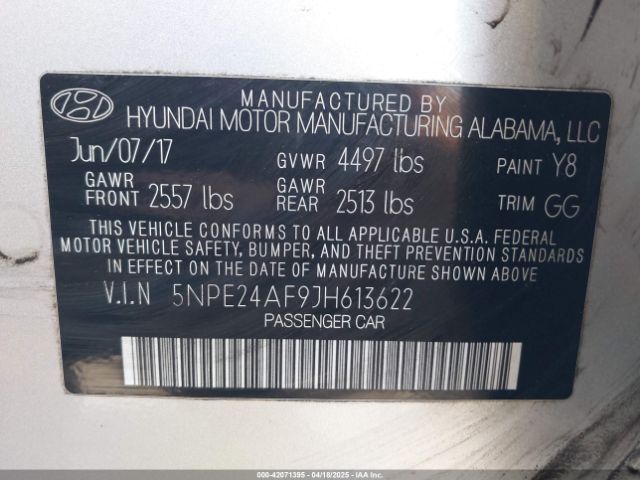 MANUFACTURED BY
HYUNDAI MOTOR MANUFACTURING ALABAMA, LLC
Jun/07/17 GVWR 4497 lbs PAINT Y8
GAWR FRONT 2557 lbs GAWR REAR 2513 lbs TRIM GG
THIS VEHICLE CONFORMS TO ALL APPLICABLE U.S.A. FEDERAL
MOTOR VEHICLE SAFETY, BUMPER, AND THEFT PREVENTION STANDARDS
IN EFFECT ON THE DATE OF MANUFACTURE SHOWN ABOVE.
V.I.N 5NPE24AF9JH613622
PASSENGER CAR
000-42071395 04/18/2025 IAAI.COM